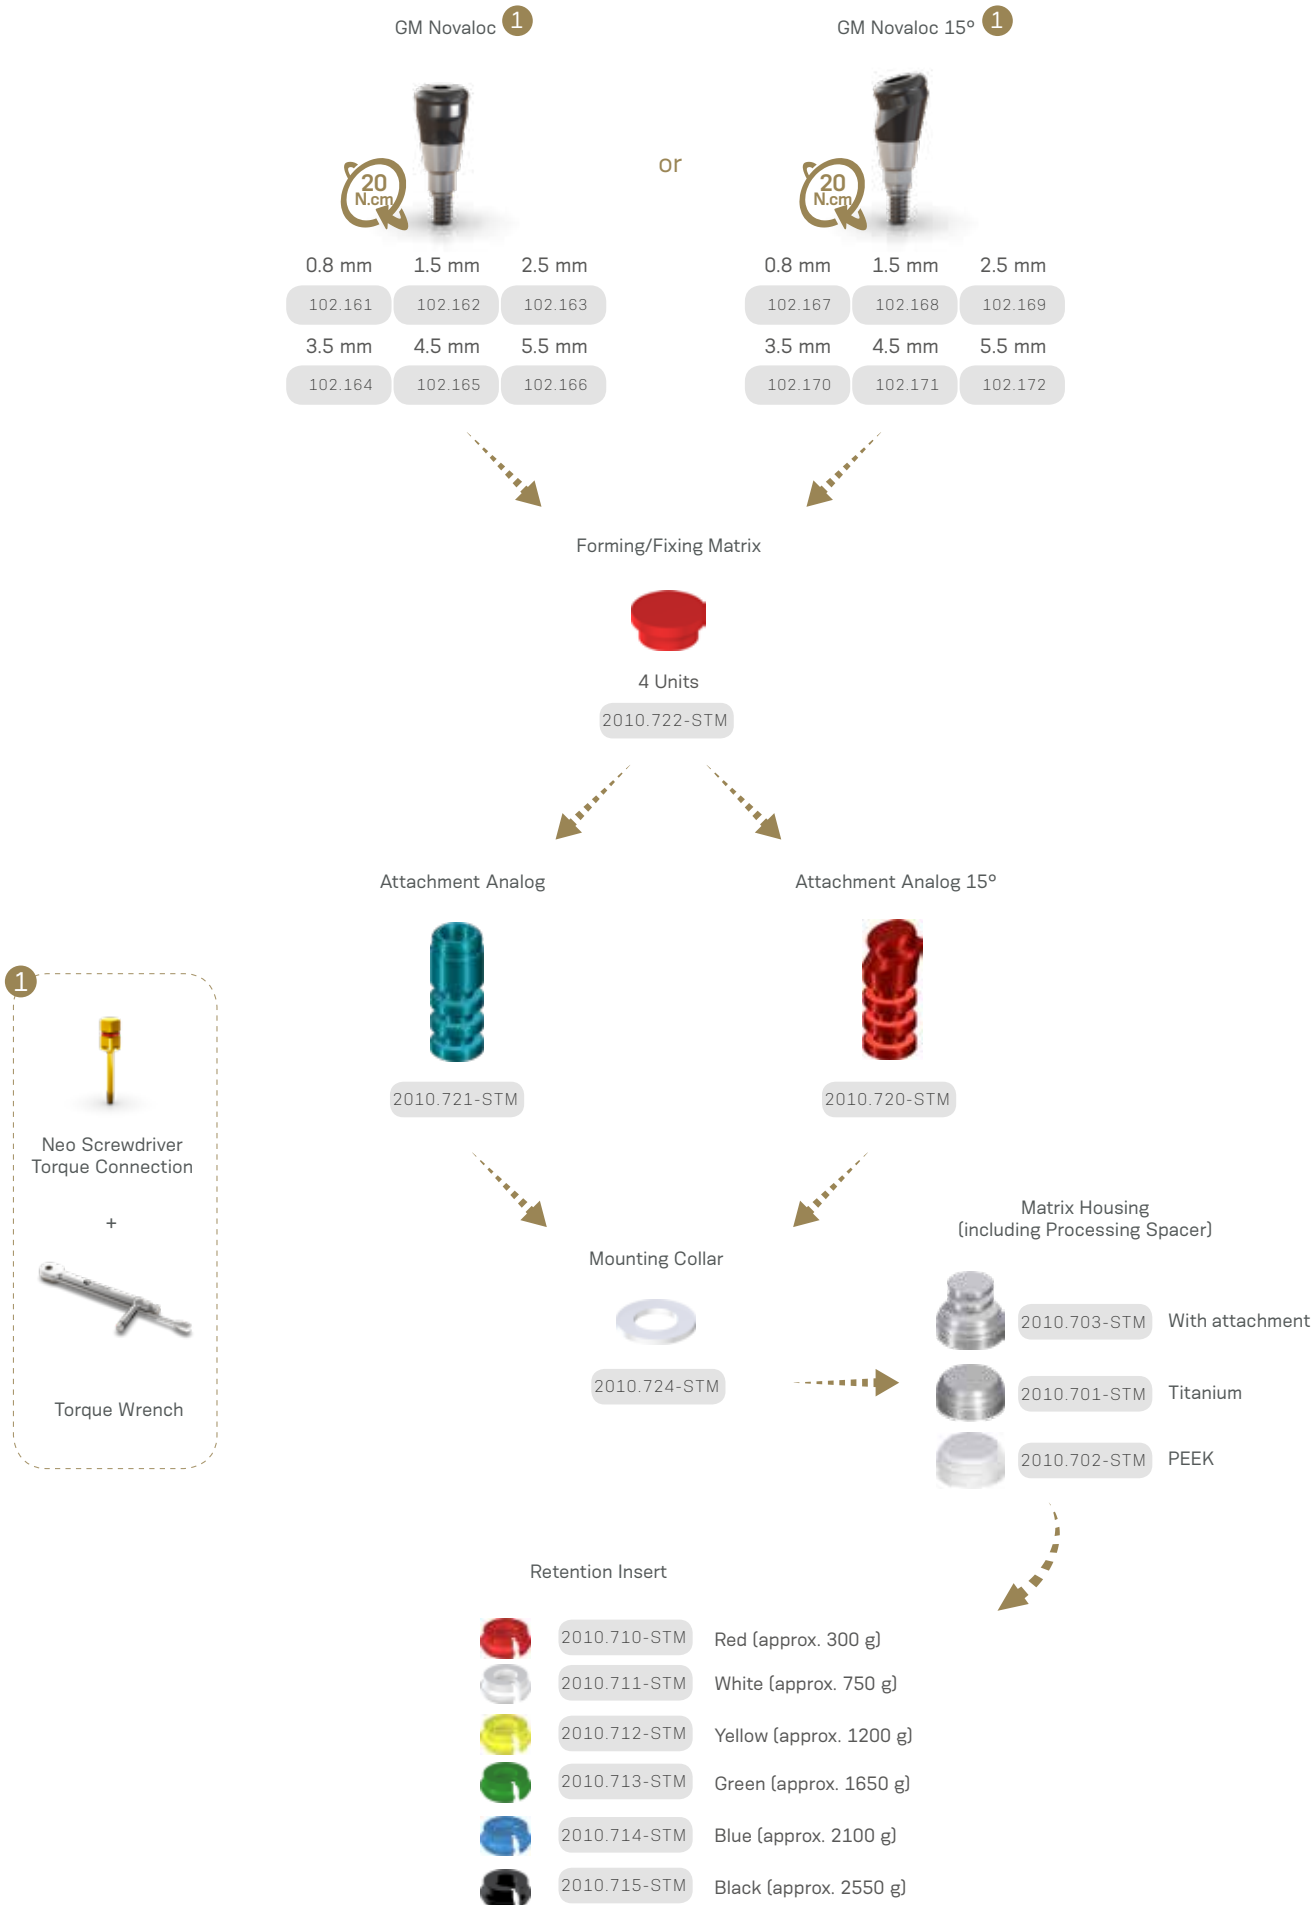 GM Novaloc 1
GM Novaloc 15° 1
20
N.cm
or
20
N.cm
0.8 mm 1.5 mm 2.5 mm
102.161 102.162 102.163
3.5 mm 4.5 mm 5.5 mm
102.164 102.165 102.166
0.8 mm 1.5 mm 2.5 mm
102.167 102.168 102.169
3.5 mm 4.5 mm 5.5 mm
102.170 102.171 102.172
Forming/Fixing Matrix
4 Units
2010.722-STM
Attachment Analog
2010.721-STM
Attachment Analog 15°
2010.720-STM
1
Neo Screwdriver
Torque Connection
+
Torque Wrench
Mounting Collar
2010.724-STM
Matrix Housing
(including Processing Spacer)
2010.703-STM With attachment
2010.701-STM Titanium
2010.702-STM PEEK
Retention Insert
2010.710-STM Red (approx. 300 g)
2010.711-STM White (approx. 750 g)
2010.712-STM Yellow (approx. 1200 g)
2010.713-STM Green (approx. 1650 g)
2010.714-STM Blue (approx. 2100 g)
2010.715-STM Black (approx. 2550 g)